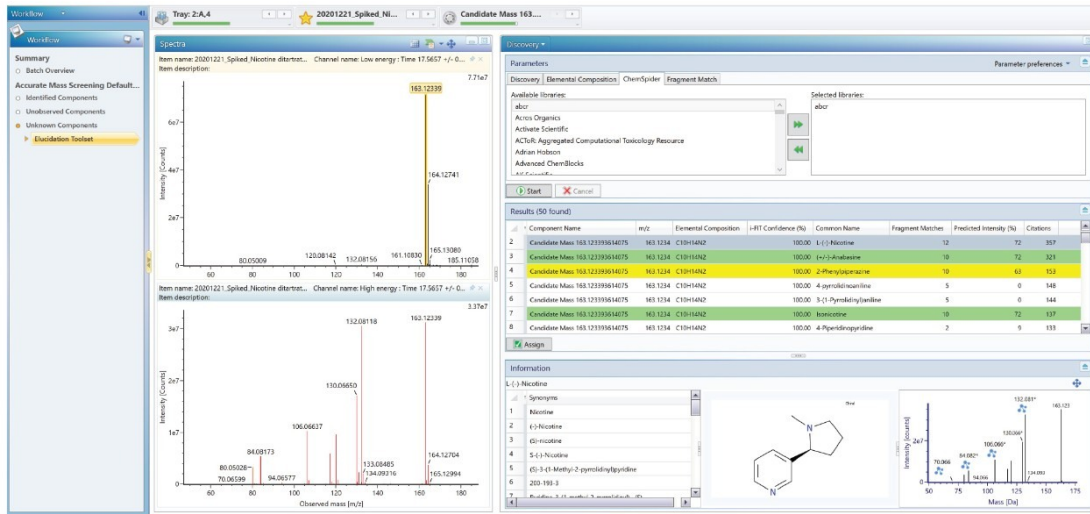 Workflow
Tray: 2:A,4
20201221_Spiked_Ni...
Candidate Mass 163....
Workflow
Summary
Batch Overview
Accurate Mass Screening Default...
Identified Components
Unobserved Components
Unknown Components
Elucidation Toolset
Spectra
Item name: 20201221_Spiked_Nicotine ditartrat... Channel name: Low energy : Time 17.5657 +/- 0...
Item description:
7.71e7
163.12339
6e7
4e7
2e7
0
Intensity [Counts]
164.12741
165.13080
161.10830
185.11058
120.08142
132.08156
80.05009
60 80 100 120 140 160 180
Item name: 20201221_Spiked_Nicotine ditartrat... Channel name: High energy : Time 17.5657 +/- 0...
Item description:
3.37e7
132.08118
163.12339
3e7
2e7
1e7
0
Intensity [Counts]
130.06650
106.06637
84.08173
80.05028
70.06599
94.06577
133.08485
134.09316
164.12704
165.12994
60 80 100 120 140 160 180
Observed mass [m/z]
Discovery
Parameters
Parameter preferences
Discovery Elemental Composition ChemSpider Fragment Match
Available libraries:
abcr
Acros Organics
Activate Scientific
ACToR: Aggregated Computational Toxicology Resource
Adrian Hobson
Advanced ChemBlocks
Selected libraries:
abcr
Start Cancel
Results (50 found)
Component Name m/z Elemental Composition i-FIT Confidence (%) Common Name Fragment Matches Predicted Intensity (%) Citations
2 Candidate Mass 163.123393614075 163.1234 C10H14N2 100.00 L-(-)-Nicotine 12 72 357
3 Candidate Mass 163.123393614075 163.1234 C10H14N2 100.00 (+/-)-Anabasine 10 72 321
4 Candidate Mass 163.123393614075 163.1234 C10H14N2 100.00 2-Phenylpiperazine 10 63 153
5 Candidate Mass 163.123393614075 163.1234 C10H14N2 100.00 4-pyrrolidinoaniline 5 0 148
6 Candidate Mass 163.123393614075 163.1234 C10H14N2 100.00 3-(1-Pyrrolidinyl)aniline 5 0 144
7 Candidate Mass 163.123393614075 163.1234 C10H14N2 100.00 Isonicotine 10 72 137
8 Candidate Mass 163.123393614075 163.1234 C10H14N2 100.00 4-Piperidinopyridine 2 9 133
Assign
Information
L-(-)-Nicotine
Synonyms
1 Nicotine
2 (-)-Nicotine
3 (S)-nicotine
4 S-(-)-Nicotine
5 (S)-3-(1-Methyl-2-pyrrolidinyl)pyridine
6 200-193-3
7
N
N
Intensity [counts]
132.081*
163.123
130.066*
106.066*
84.082*
70.066
94.066
134.093
50 75 100 125 150 175
Mass [Da]